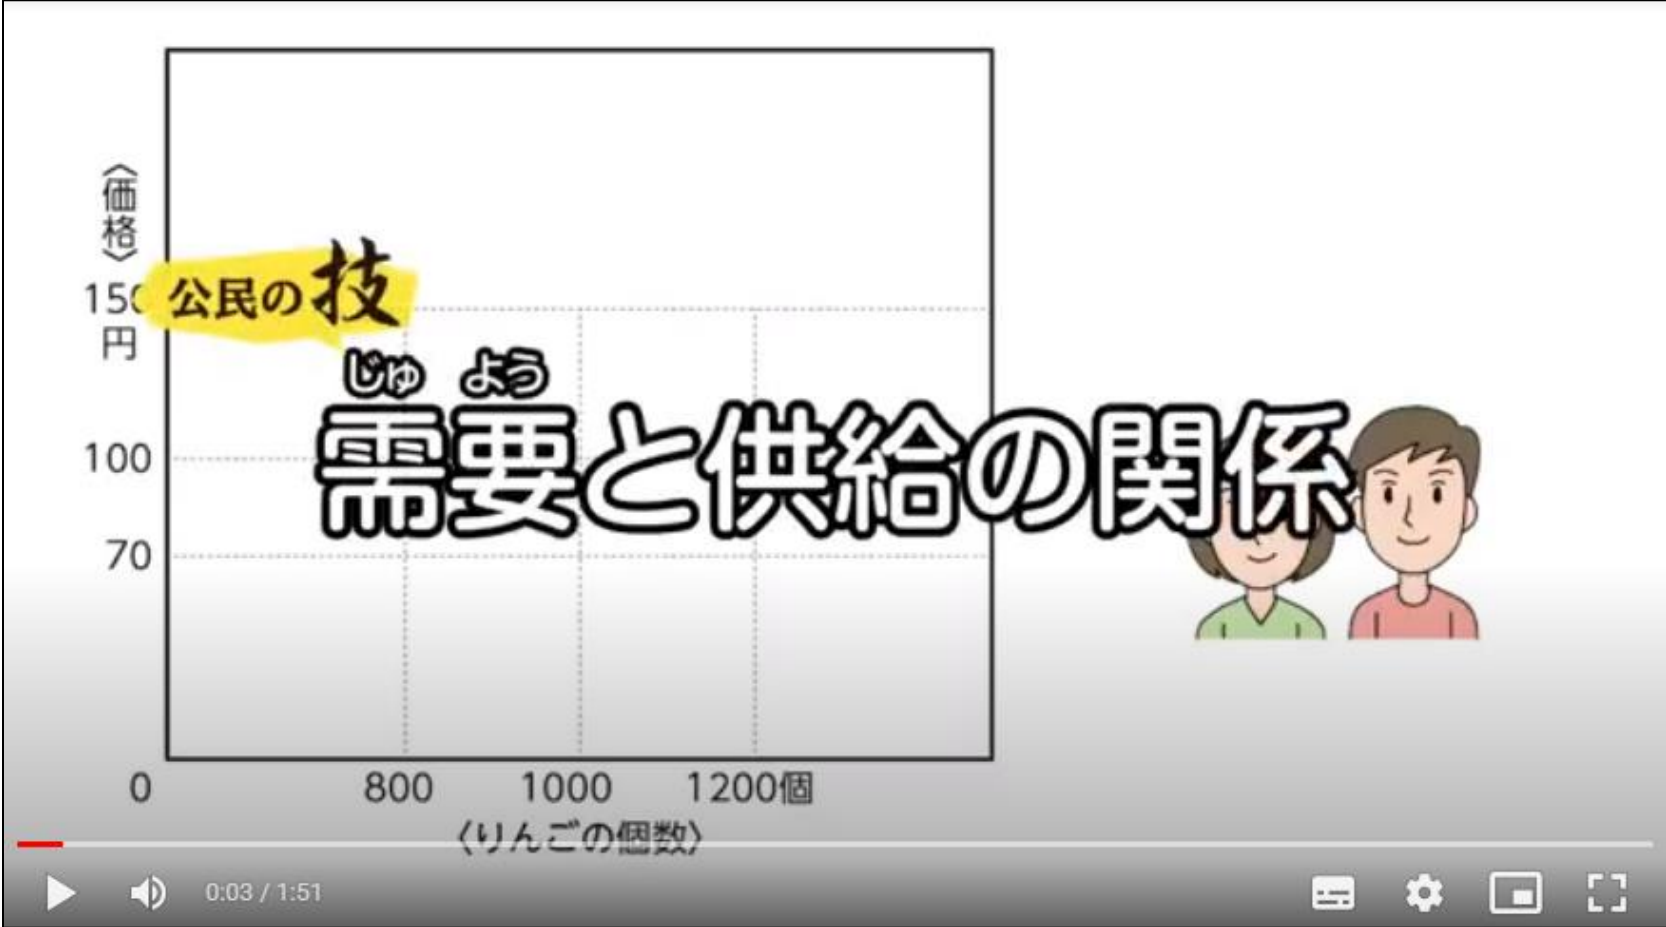 〈価格〉
公民の技
150
円
じゅ よう
需要と供給の関係
100
70
0
800
1000
1200個
〈りんごの個数〉
0:03 / 1:51